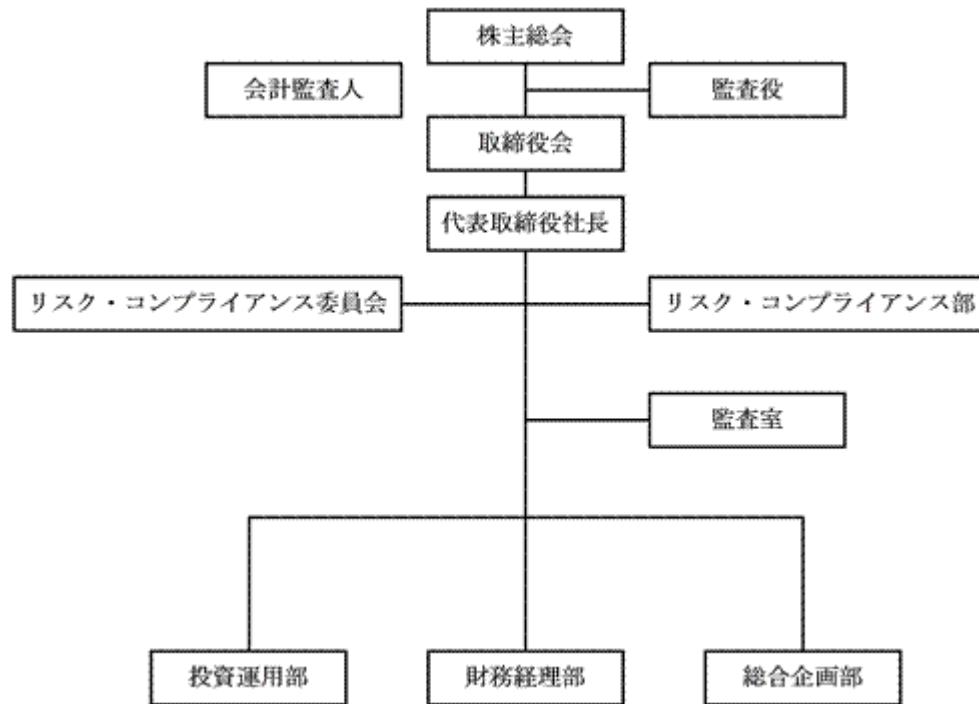 株主総会
会計監査人
監査役
取締役会
代表取締役社長
リスク・コンプライアンス委員会
リスク・コンプライアンス部
監査室
投資運用部
財務経理部
総合企画部